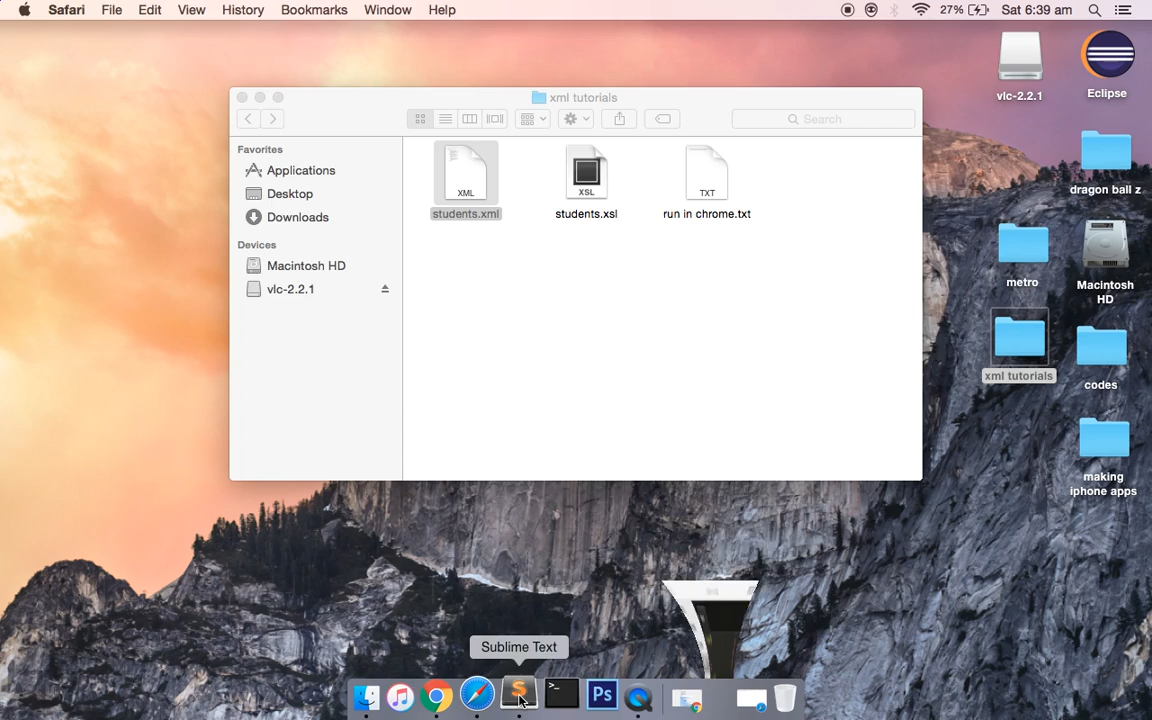 Safari File Edit View History Bookmarks Window Help
27% Sat 6:39 am
xml tutorials
Search
Favorites
Applications
Desktop
Downloads
Devices
Macintosh HD
vlc-2.2.1
XML
students.xml
XSL
students.xsl
TXT
run in chrome.txt
vlc-2.2.1
Eclipse
dragon ball z
metro
Macintosh
HD
xml tutorials
codes
making
iphone apps
Sublime Text
S
>_
Ps